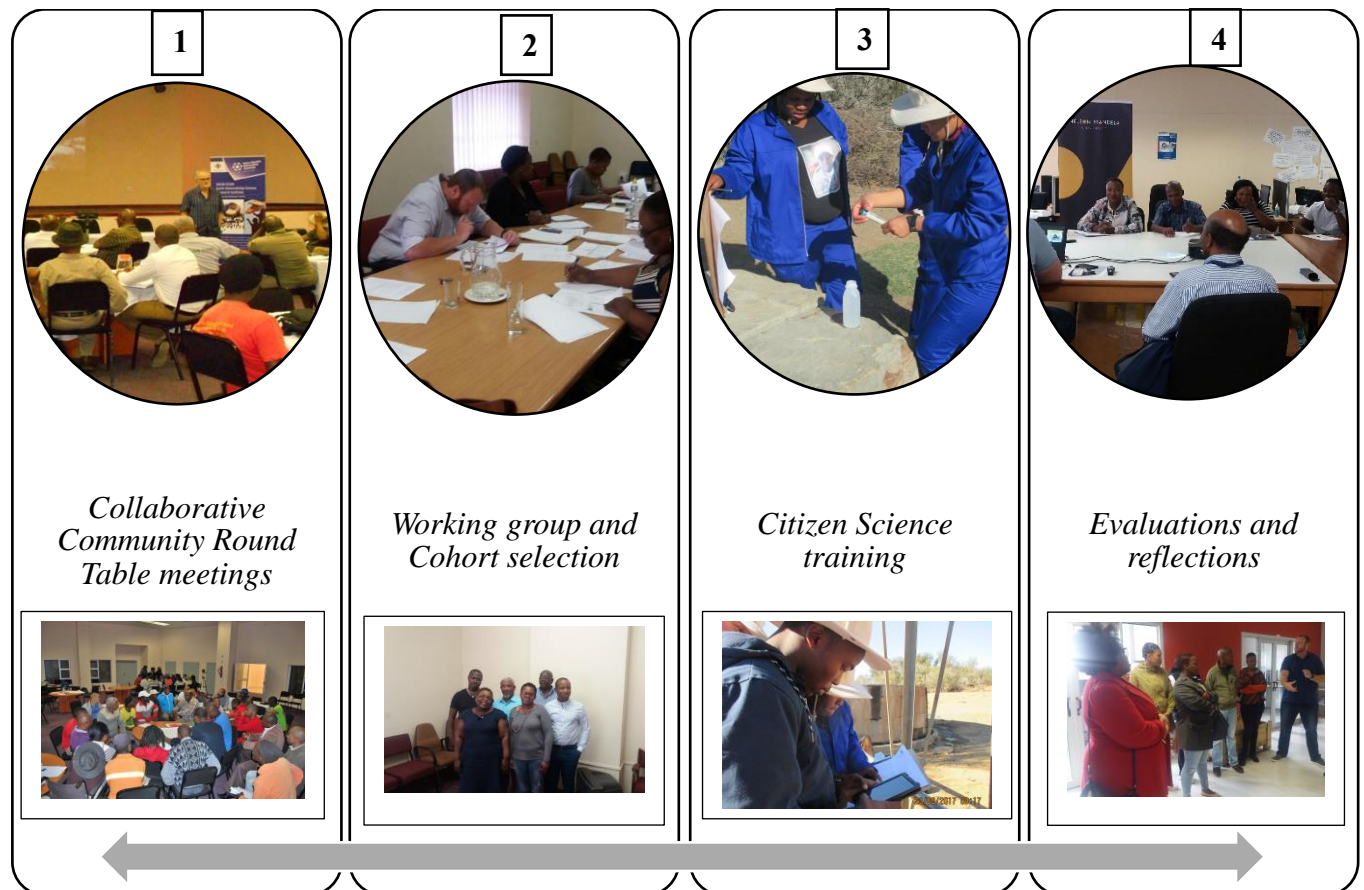 1
2
3
4
Collaborative
Community Round
Table meetings
Working group and
Cohort selection
Citizen Science
training
Evaluations and
reflections